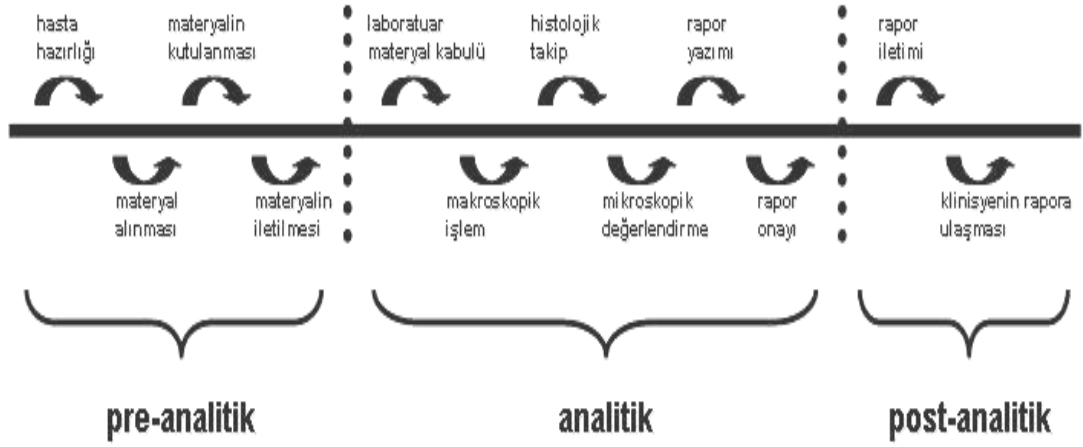 hasta
hazırlığı
materyalin
kutulanması
laboratuar
materyal kabulü
histolojik
takip
rapor
yazımı
rapor
iletimi
materyal
alınması
materyalin
iletilmesi
makroskopik
işlem
mikroskopik
değerlendirme
rapor
onayı
klinisyenin rapora
ulaşması
pre-analitik
analitik
post-analitik